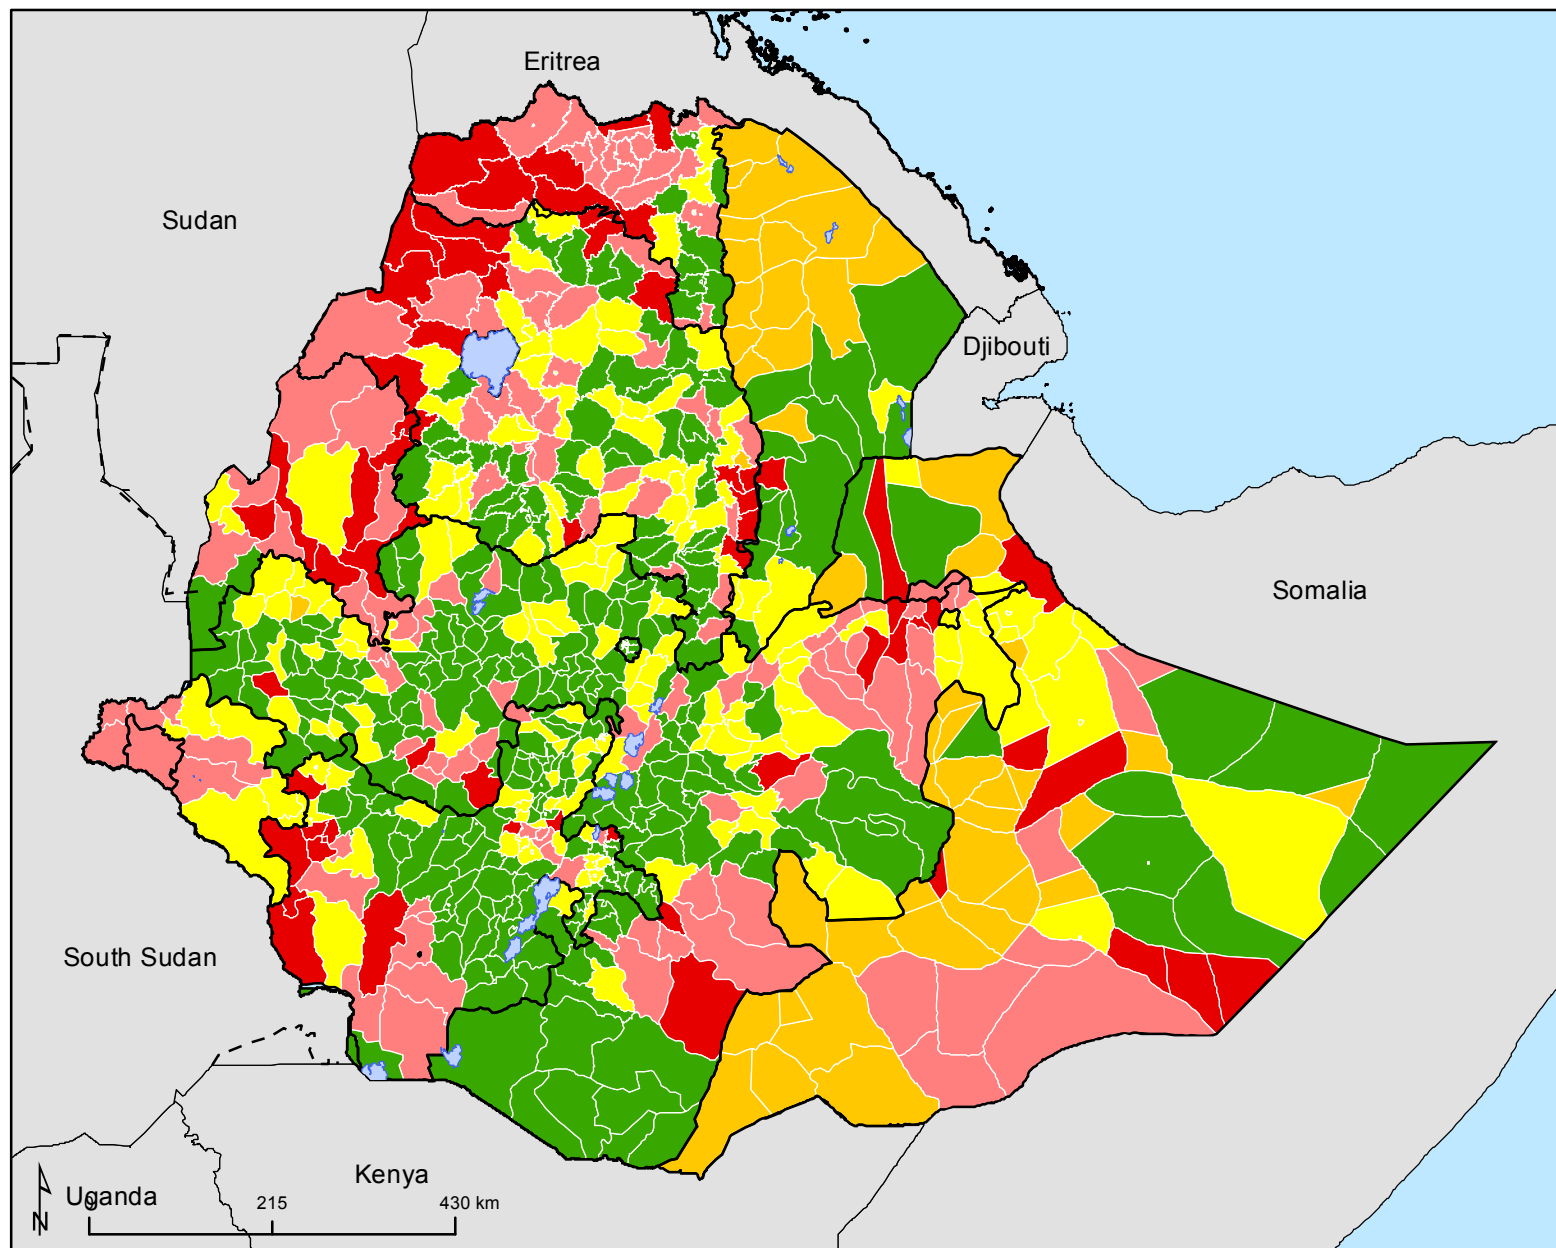 Eritrea
Sudan
Djibouti
Somalia
South Sudan
Kenya
Uganda
N
0 215 430 km